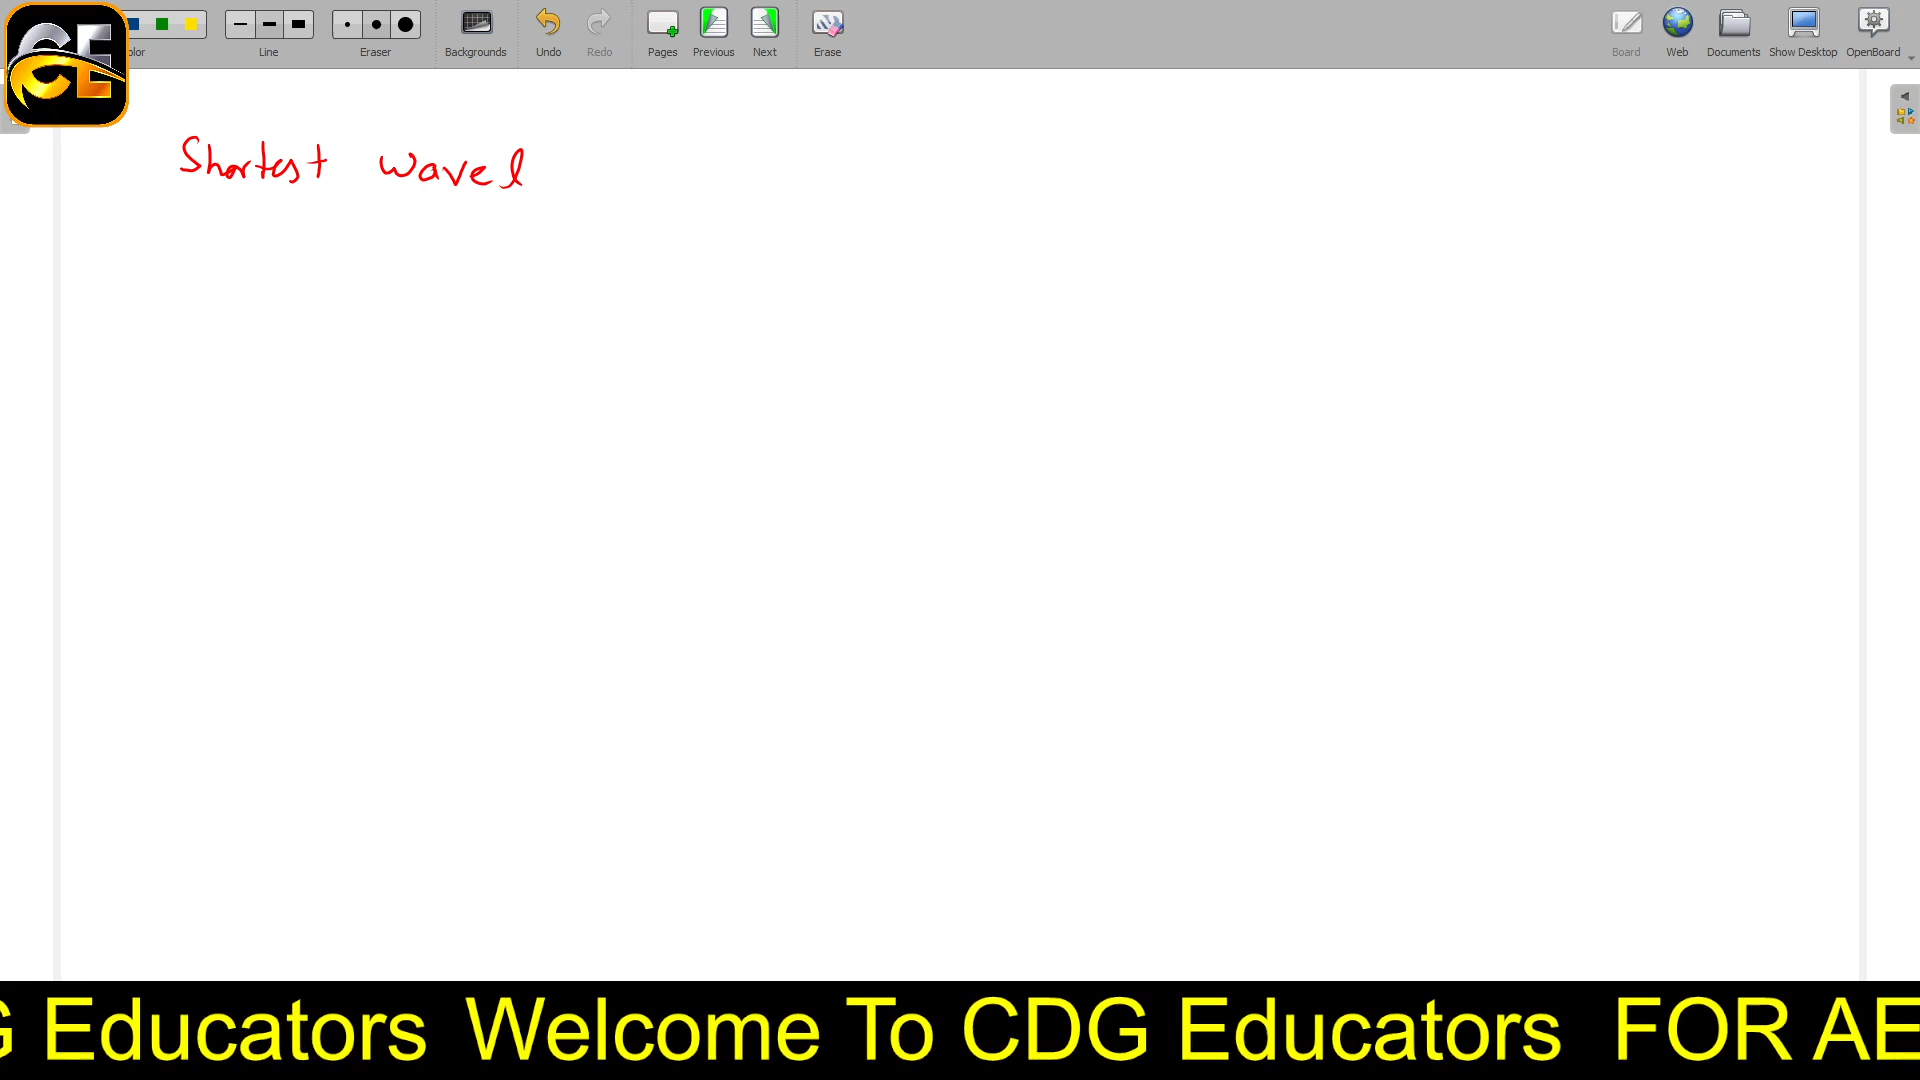 CE
olor Line Eraser Backgrounds Undo Redo Pages Previous Next Erase Board Web Documents Show Desktop OpenBoard
Shortest wavel
G Educators Welcome To CDG Educators FOR AE